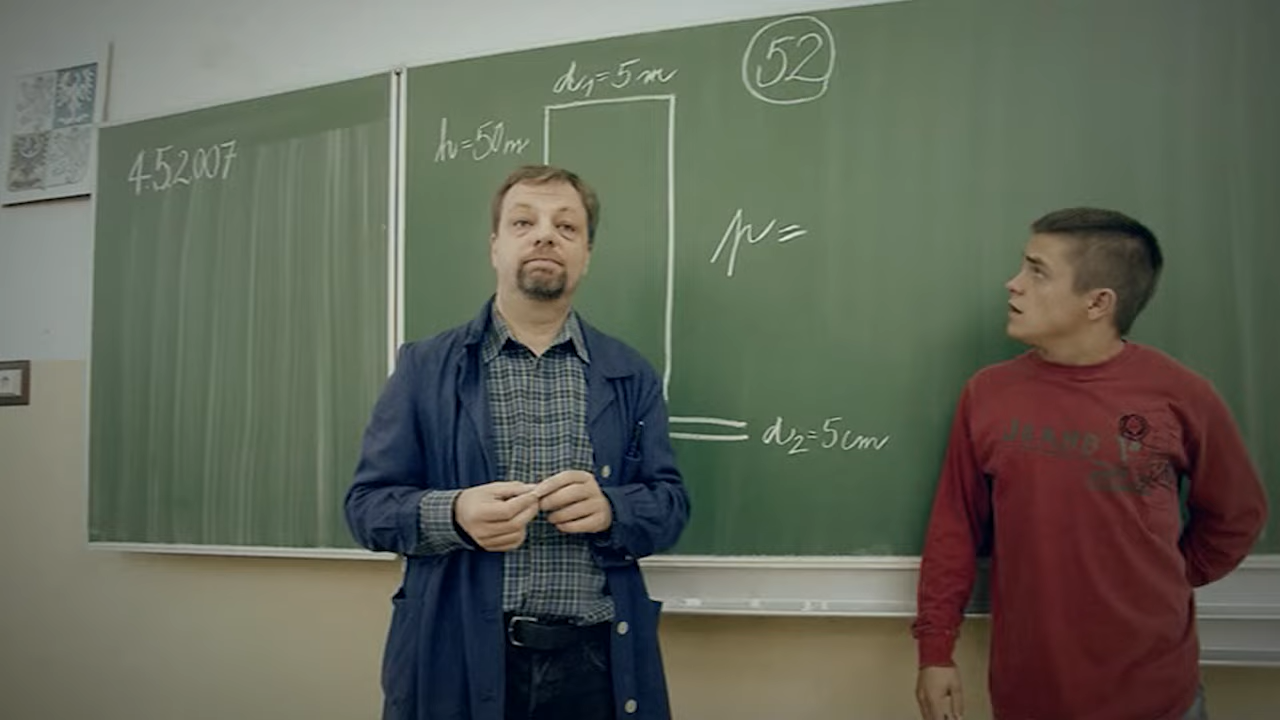 4.5.2007
52
d₁=5m
h=50m
p=
d₂=5cm